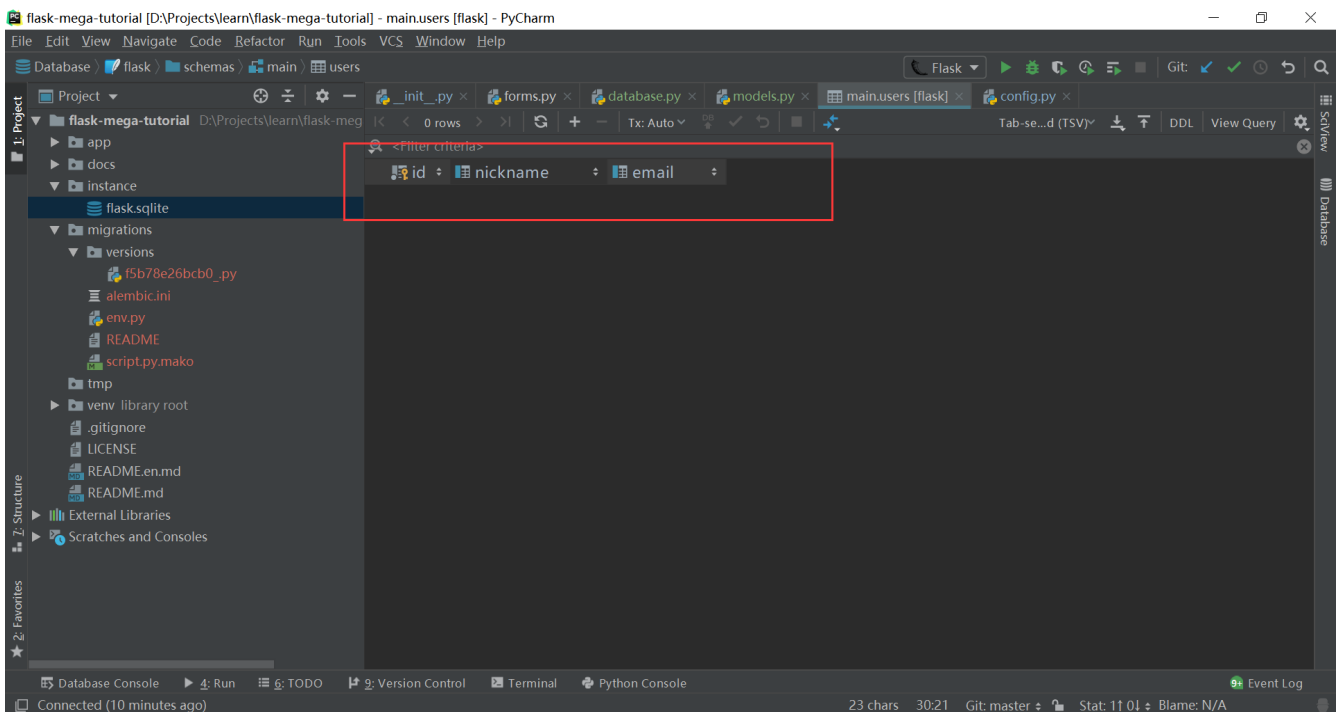 flask-mega-tutorial [D:\Projects\learn\flask-mega-tutorial] - main.users [flask] - PyCharm
File Edit View Navigate Code Refactor Run Tools VCS Window Help
Database flask schemas main users Flask Git:
Project __init__.py forms.py database.py models.py main.users [flask] config.py
flask-mega-tutorial D:\Projects\learn\flask-meg 0 rows Tx: Auto Tab-se...d (TSV) DDL View Query
app <Filter criteria>
docs id nickname email
instance
flask.sqlite
migrations
versions
f5b78e26bcb0_.py
alembic.ini
env.py
README
script.py.mako
tmp
venv library root
.gitignore
LICENSE
README.en.md
README.md
External Libraries
Scratches and Consoles
1: Project
7: Structure
2: Favorites
SciView
Database
Database Console 4: Run 6: TODO 9: Version Control Terminal Python Console 9+ Event Log
Connected (10 minutes ago) 23 chars 30:21 Git: master Stat: 1↑ 0↓ Blame: N/A